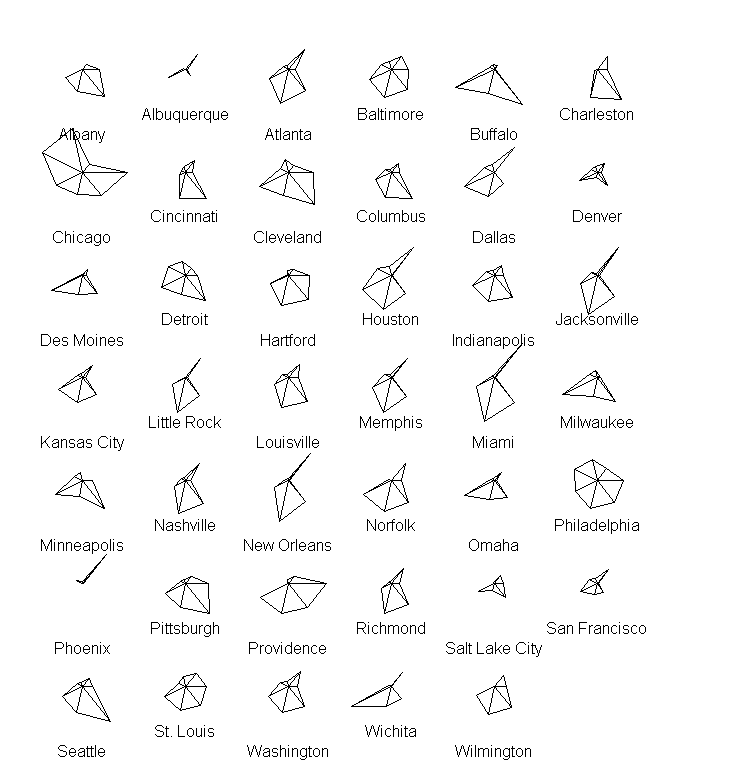 Albany
Albuquerque
Atlanta
Baltimore
Buffalo
Charleston
Chicago
Cincinnati
Cleveland
Columbus
Dallas
Denver
Des Moines
Detroit
Hartford
Houston
Indianapolis
Jacksonville
Kansas City
Little Rock
Louisville
Memphis
Miami
Milwaukee
Minneapolis
Nashville
New Orleans
Norfolk
Omaha
Philadelphia
Phoenix
Pittsburgh
Providence
Richmond
Salt Lake City
San Francisco
Seattle
St. Louis
Washington
Wichita
Wilmington